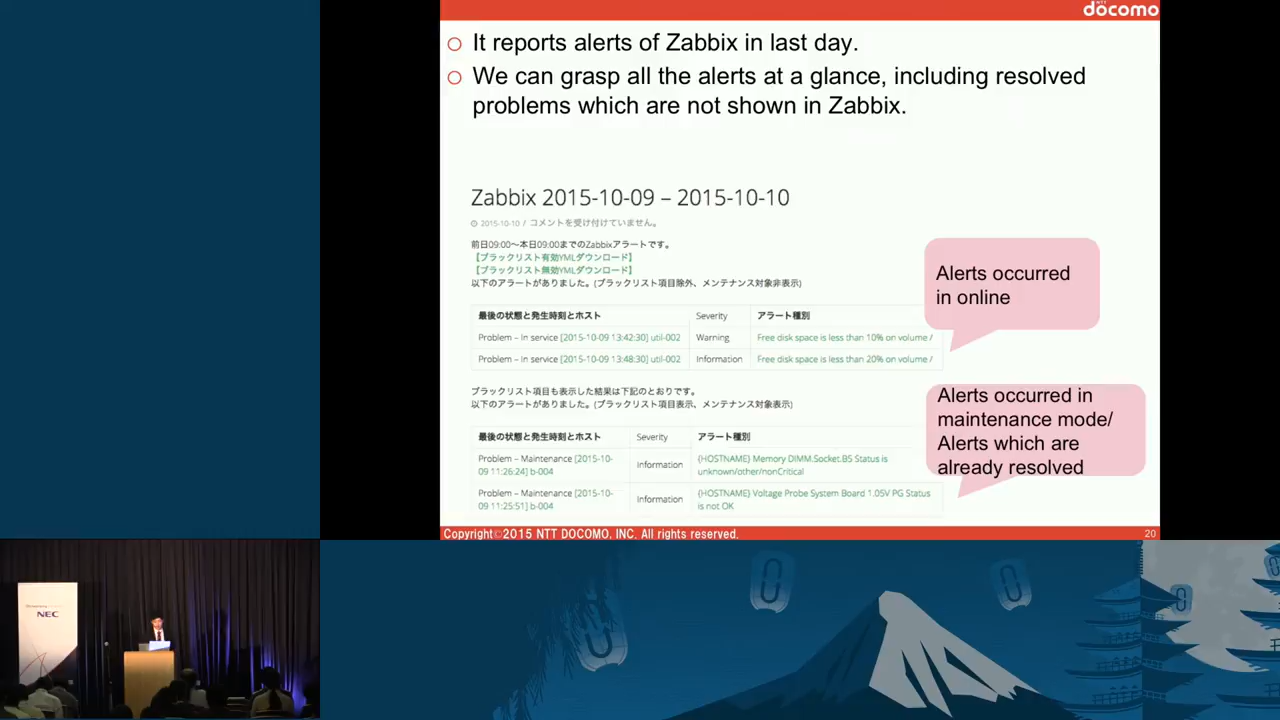 NTT
docomo
It reports alerts of Zabbix in last day.
We can grasp all the alerts at a glance, including resolved
problems which are not shown in Zabbix.
Zabbix 2015-10-09 – 2015-10-10
2015-10-10 / コメントを受け付けていません。
前日09:00～本日09:00までのZabbixアラートです。
【ブラックリスト有効YMLダウンロード】
【ブラックリスト無効YMLダウンロード】
以下のアラートがありました。(ブラックリスト項目除外、メンテナンス対象非表示)
Alerts occurred
in online
最後の状態と発生時刻とホスト Severity アラート種別
Problem – In service [2015-10-09 13:42:30] util-002 Warning Free disk space is less than 10% on volume /
Problem – In service [2015-10-09 13:48:30] util-002 Information Free disk space is less than 20% on volume /
ブラックリスト項目も表示した結果は下記のとおりです。
以下のアラートがありました。(ブラックリスト項目表示、メンテナンス対象表示)
Alerts occurred in
maintenance mode/
Alerts which are
already resolved
最後の状態と発生時刻とホスト Severity アラート種別
Problem – Maintenance [2015-10-
09 11:26:24] b-004
Information
{HOSTNAME} Memory DIMM.Socket.B5 Status is
unknown/other/nonCritical
Problem – Maintenance [2015-10-
09 11:25:51] b-004
Information
{HOSTNAME} Voltage Probe System Board 1.05V PG Status
is not OK
Copyright©2015 NTT DOCOMO, INC. All rights reserved.
20
NEC